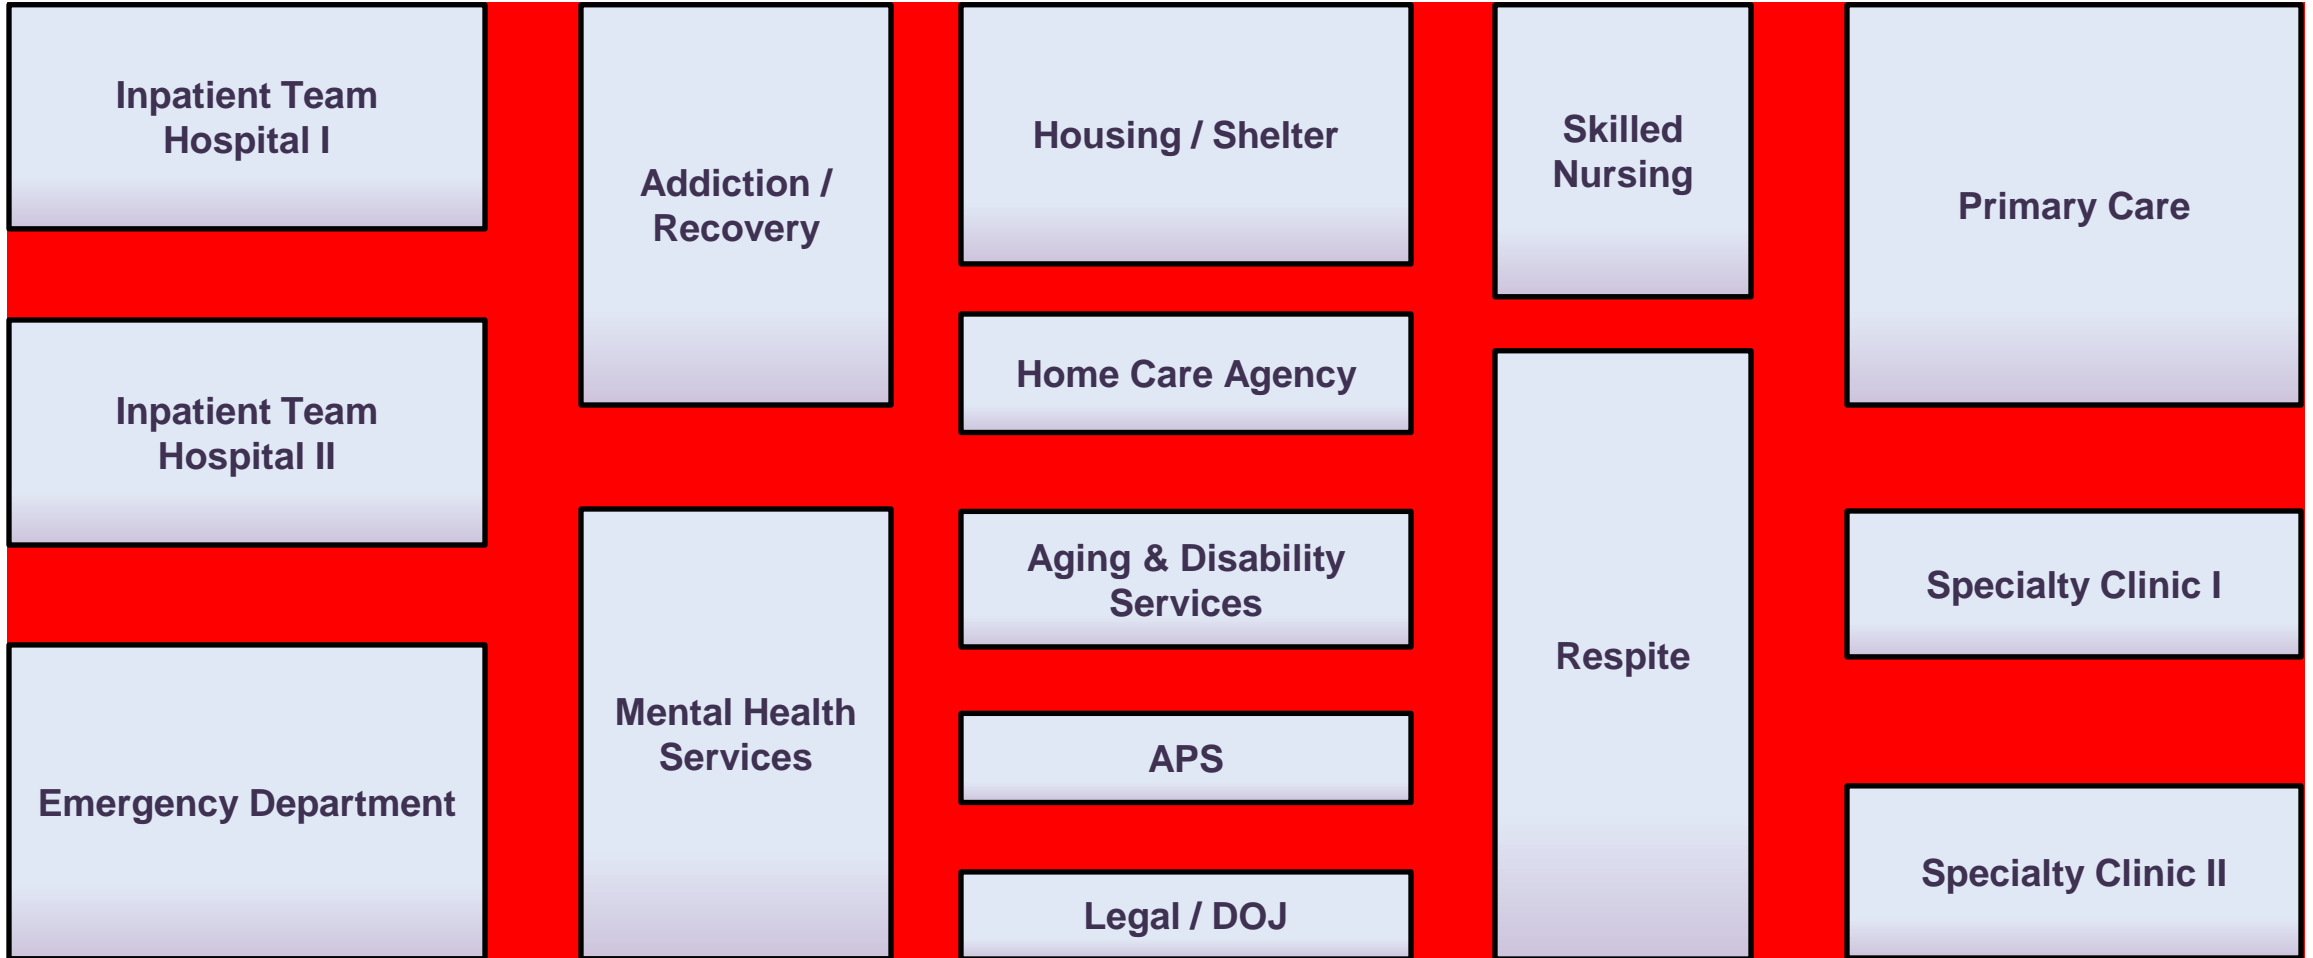 Inpatient Team
Hospital I
Inpatient Team
Hospital II
Emergency Department
Addiction /
Recovery
Mental Health
Services
Housing / Shelter
Home Care Agency
Aging & Disability
Services
APS
Legal / DOJ
Skilled
Nursing
Respite
Primary Care
Specialty Clinic I
Specialty Clinic II